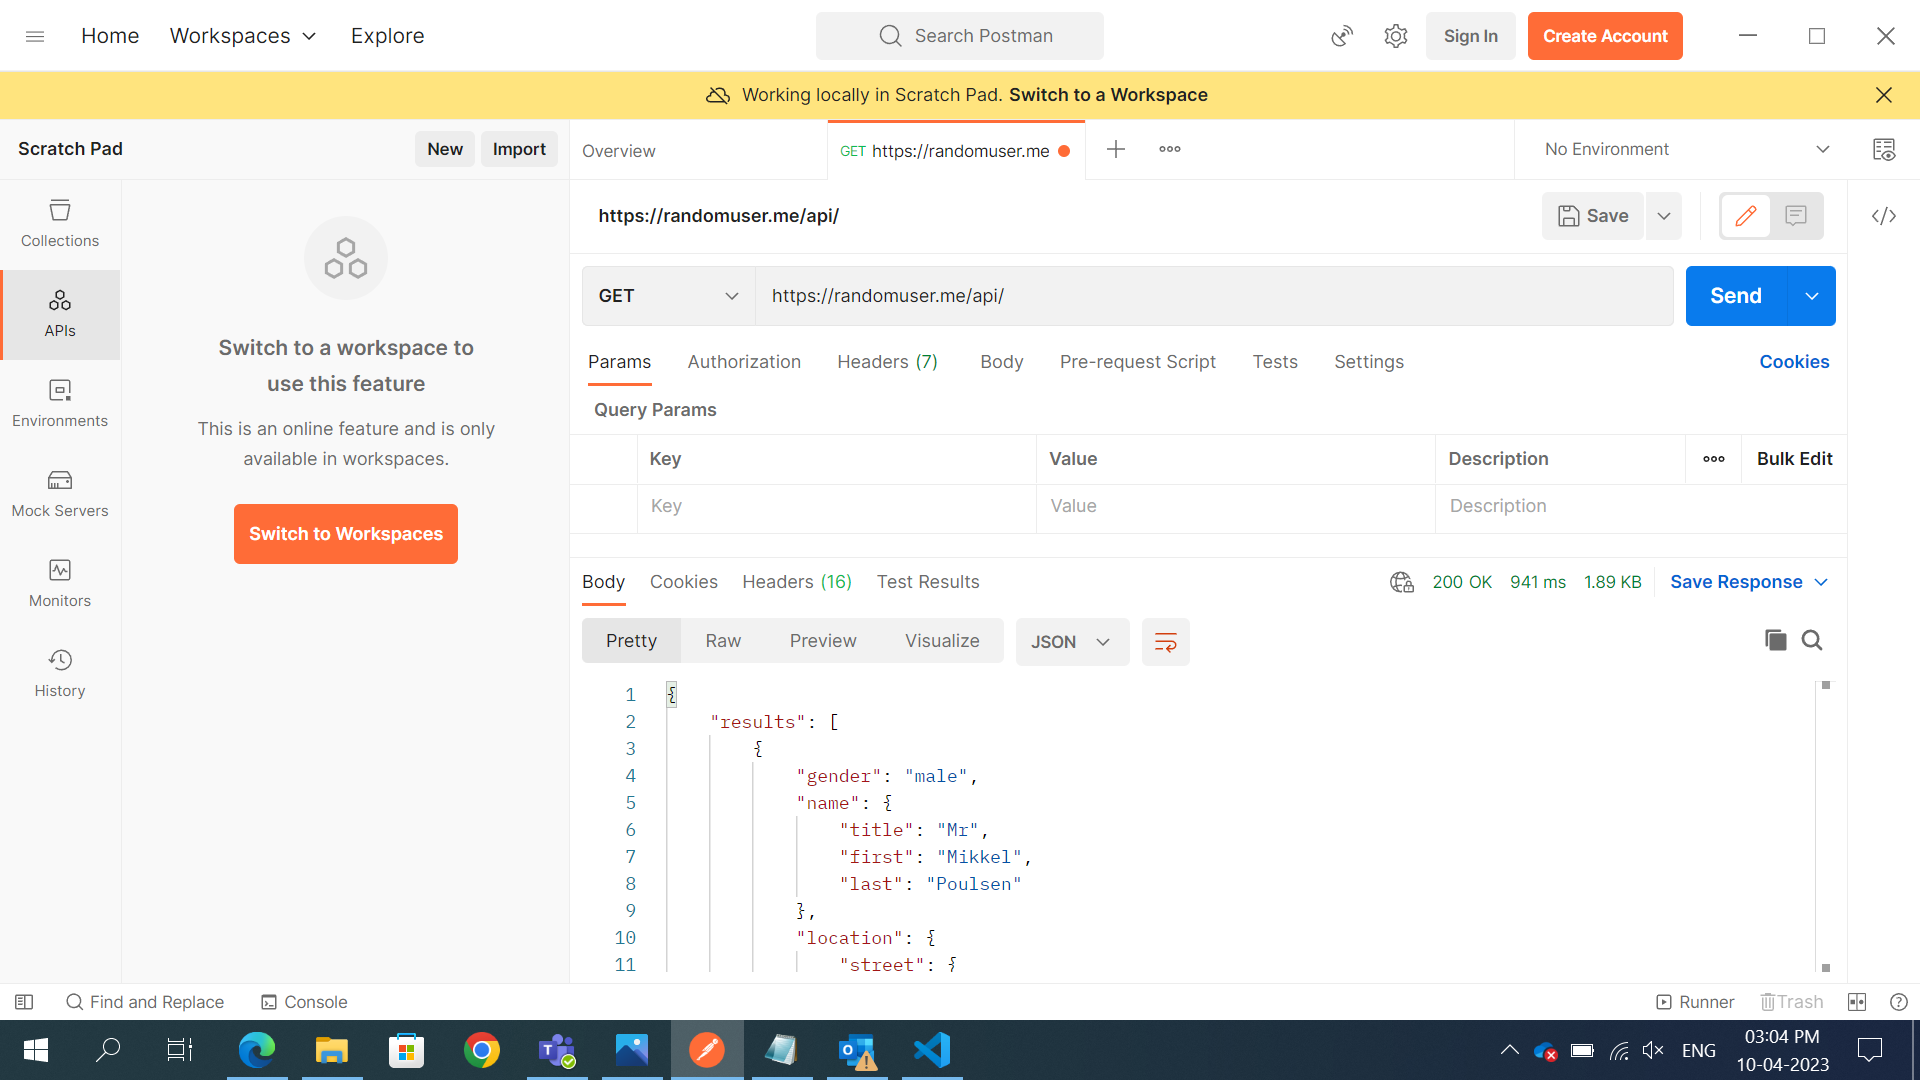 Home Workspaces Explore
Search Postman
Sign In
Create Account
Working locally in Scratch Pad. Switch to a Workspace
Scratch Pad
New
Import
Overview
GET https://randomuser.me
No Environment
Collections
APIs
Environments
Mock Servers
Monitors
History
Switch to a workspace to
use this feature
This is an online feature and is only
available in workspaces.
Switch to Workspaces
https://randomuser.me/api/
Save
GET
https://randomuser.me/api/
Send
Params Authorization Headers (7) Body Pre-request Script Tests Settings Cookies
Query Params
Key Value Description Bulk Edit
Key Value Description
Body Cookies Headers (16) Test Results
200 OK 941 ms 1.89 KB Save Response
Pretty Raw Preview Visualize JSON
1 {
2 "results": [
3 {
4 "gender": "male",
5 "name": {
6 "title": "Mr",
7 "first": "Mikkel",
8 "last": "Poulsen"
9 },
10 "location": {
11 "street": {
Find and Replace Console
Runner Trash
ENG
03:04 PM
10-04-2023